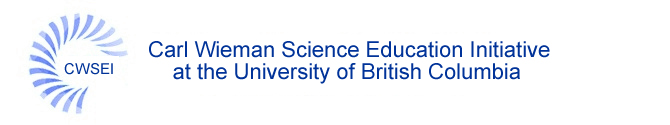 CWSEI
Carl Wieman Science Education Initiative
at the University of British Columbia